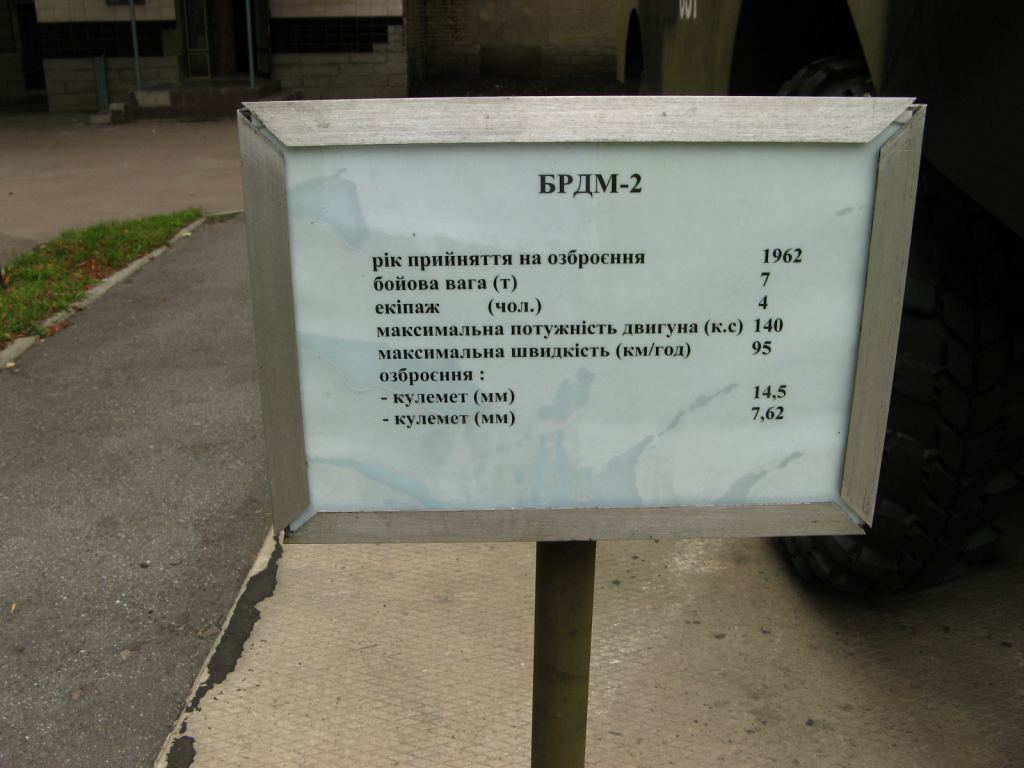 БРДМ-2
рік прийняття на озброєння 1962
бойова вага (т) 7
екіпаж (чол.) 4
максимальна потужність двигуна (к.с) 140
максимальна швидкість (км/год) 95
озброєння :
- кулемет (мм) 14,5
- кулемет (мм) 7,62